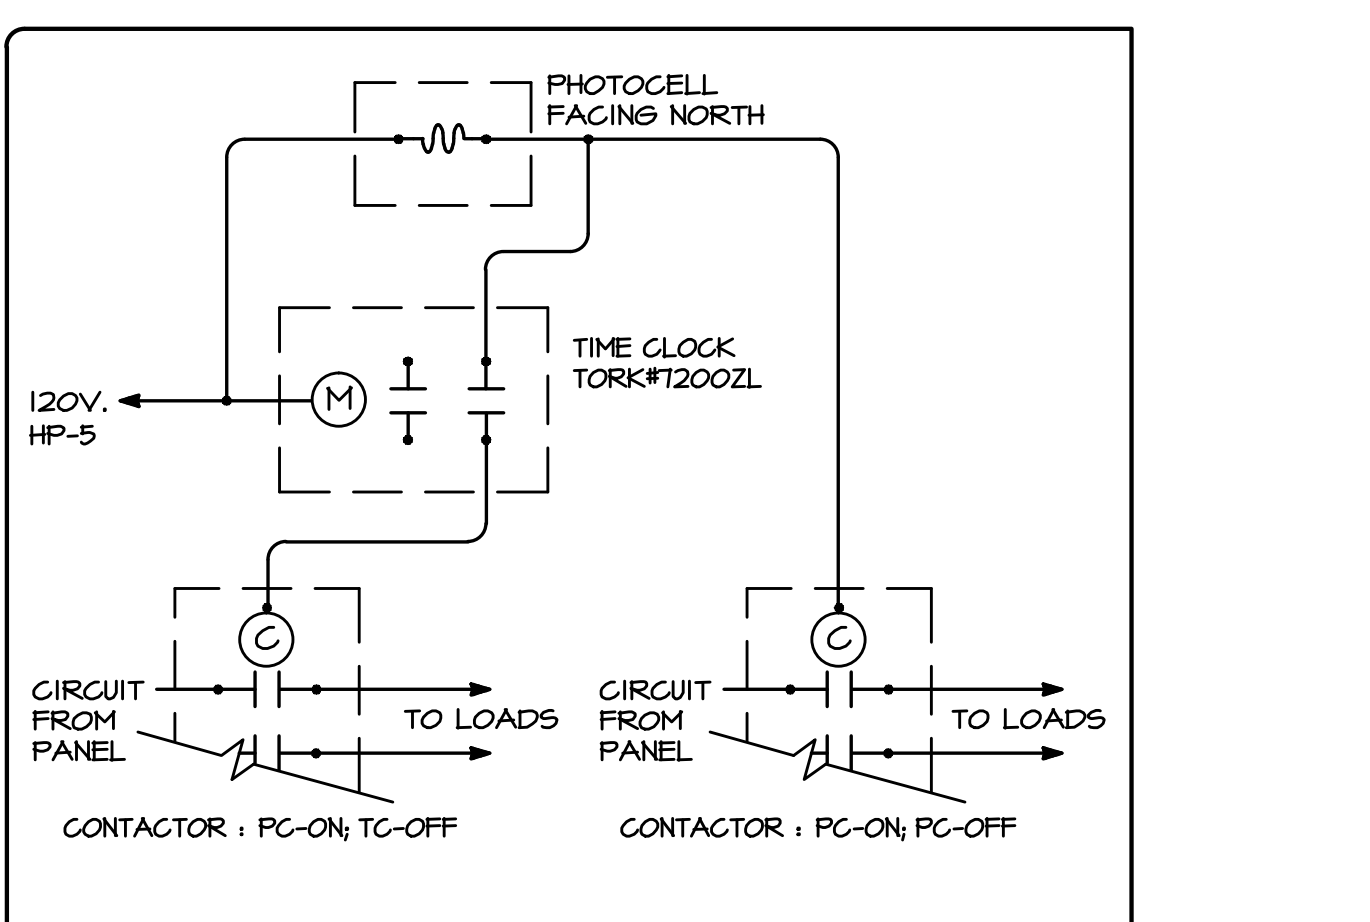 PHOTOCELL
FACING NORTH
TIME CLOCK
TORK#7200ZL
120V.
HP-5
M
C
C
CIRCUIT
FROM
PANEL
TO LOADS
CIRCUIT
FROM
PANEL
TO LOADS
CONTACTOR : PC-ON; TC-OFF
CONTACTOR : PC-ON; PC-OFF